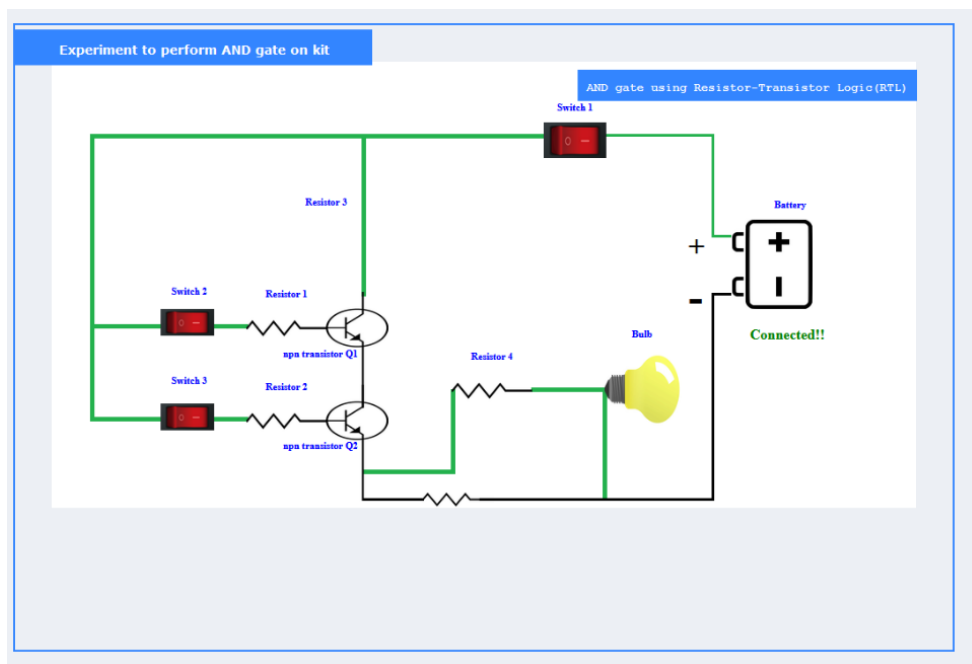 Experiment to perform AND gate on kit
AND gate using Resistor-Transistor Logic(RTL)
Switch 1
Resistor 3
Battery
+
-
Switch 2
Resistor 1
npn transistor Q1
Connected!!
Bulb
Resistor 4
Switch 3
Resistor 2
npn transistor Q2